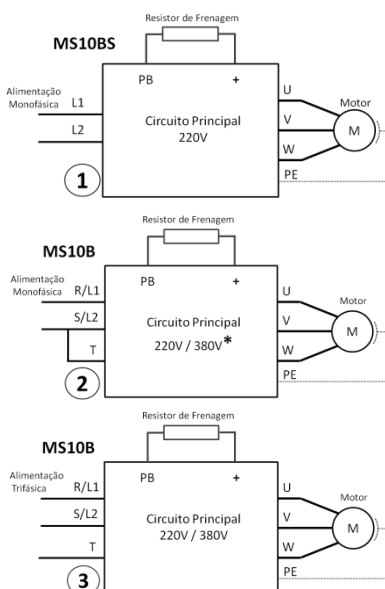 Resistor de Frenagem
MS10BS
PB +
Alimentação
Monofásica
L1
L2
Circuito Principal
220V
U
V
W
PE
Motor
M
1
Resistor de Frenagem
MS10B
PB +
Alimentação
Monofásica
R/L1
S/L2
T
Circuito Principal
220V / 380V*
U
V
W
PE
Motor
M
2
Resistor de Frenagem
MS10B
PB +
Alimentação
Trifásica
R/L1
S/L2
T
Circuito Principal
220V / 380V
U
V
W
PE
Motor
M
3